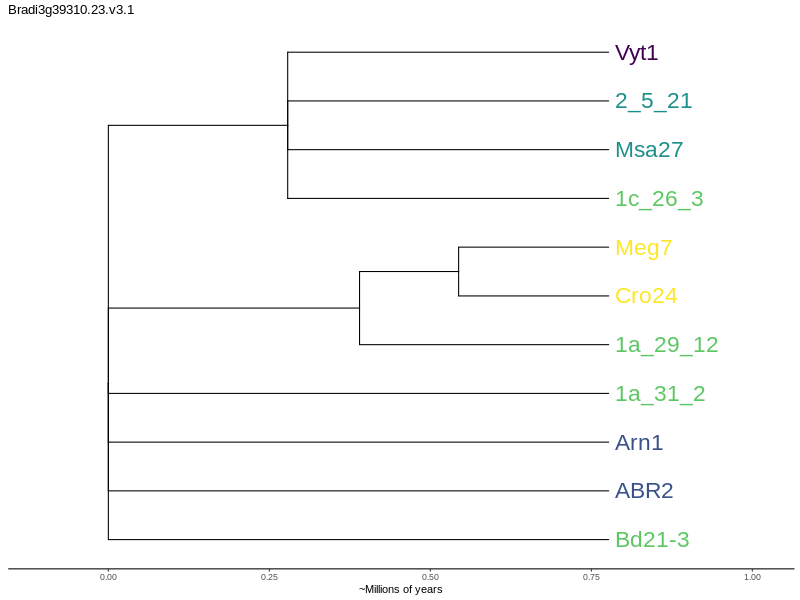 Bradi3g39310.23.v3.1
Vyt1
2_5_21
Msa27
1c_26_3
Meg7
Cro24
1a_29_12
1a_31_2
Arn1
ABR2
Bd21-3
0.00 0.25 0.50 0.75 1.00
~Millions of years